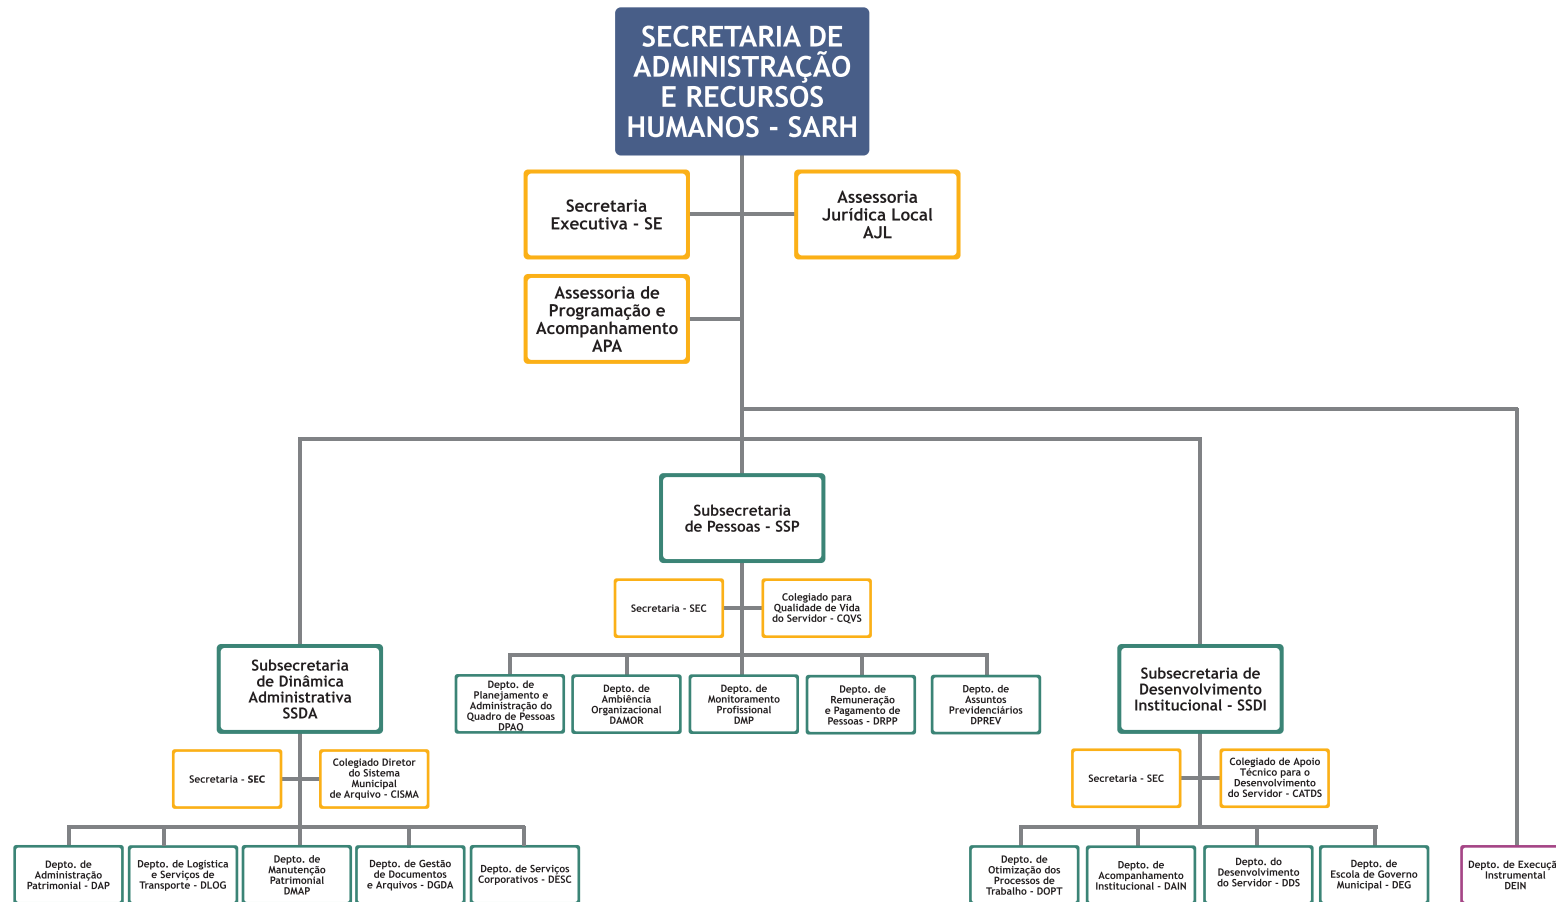 SECRETARIA DE
ADMINISTRAÇÃO
E RECURSOS
HUMANOS - SARH
Secretaria
Executiva - SE
Assessoria
Jurídica Local
AJL
Assessoria de
Programação e
Acompanhamento
APA
Subsecretaria
de Pessoas - SSP
Secretaria - SEC
Colegiado para
Qualidade de Vida
do Servidor - CQVS
Depto. de
Planejamento e
Administração do
Quadro de Pessoas
DPAQ
Depto. de
Ambiência
Organizacional
DAMOR
Depto. de
Monitoramento
Profissional
DMP
Depto. de
Remuneração
e Pagamento de
Pessoas - DRPP
Depto. de
Assuntos
Previdenciários
DPREV
Subsecretaria
de Dinâmica
Administrativa
SSDA
Secretaria - SEC
Colegiado Diretor
do Sistema
Municipal
de Arquivo - CISMA
Depto. de
Administração
Patrimonial - DAP
Depto. de Logistica
e Serviços de
Transporte - DLOG
Depto. de
Manutenção
Patrimonial
DMAP
Depto. de Gestão
de Documentos
e Arquivos - DGDA
Depto. de Serviços
Corporativos - DESC
Subsecretaria de
Desenvolvimento
Institucional - SSDI
Secretaria - SEC
Colegiado de Apoio
Técnico para o
Desenvolvimento
do Servidor - CATDS
Depto. de
Otimização dos
Processos de
Trabalho - DOPT
Depto. de
Acompanhamento
Institucional - DAIN
Depto. do
Desenvolvimento
do Servidor - DDS
Depto. de
Escola de Governo
Municipal - DEG
Depto. de Execuçã
Instrumental
DEIN